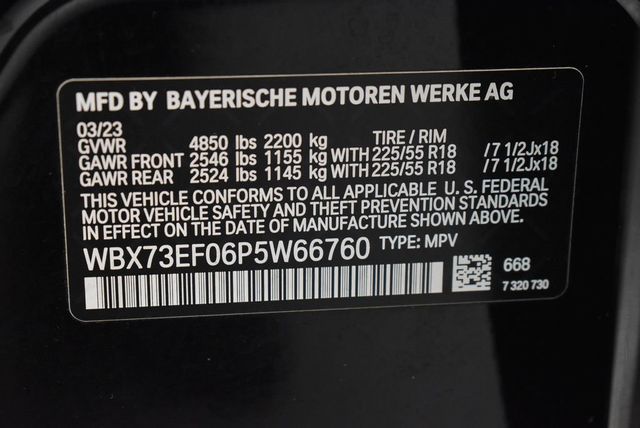 MFD BY BAYERISCHE MOTOREN WERKE AG
03/23 TIRE / RIM
GVWR 4850 lbs 2200 kg
GAWR FRONT 2546 lbs 1155 kg WITH 225/55 R18 /7 1/2Jx18
GAWR REAR 2524 lbs 1145 kg WITH 225/55 R18 /7 1/2Jx18
THIS VEHICLE CONFORMS TO ALL APPLICABLE U. S. FEDERAL
MOTOR VEHICLE SAFETY AND THEFT PREVENTION STANDARDS
IN EFFECT ON THE DATE OF MANUFACTURE SHOWN ABOVE.
WBX73EF06P5W66760 TYPE: MPV
668
7 320 730